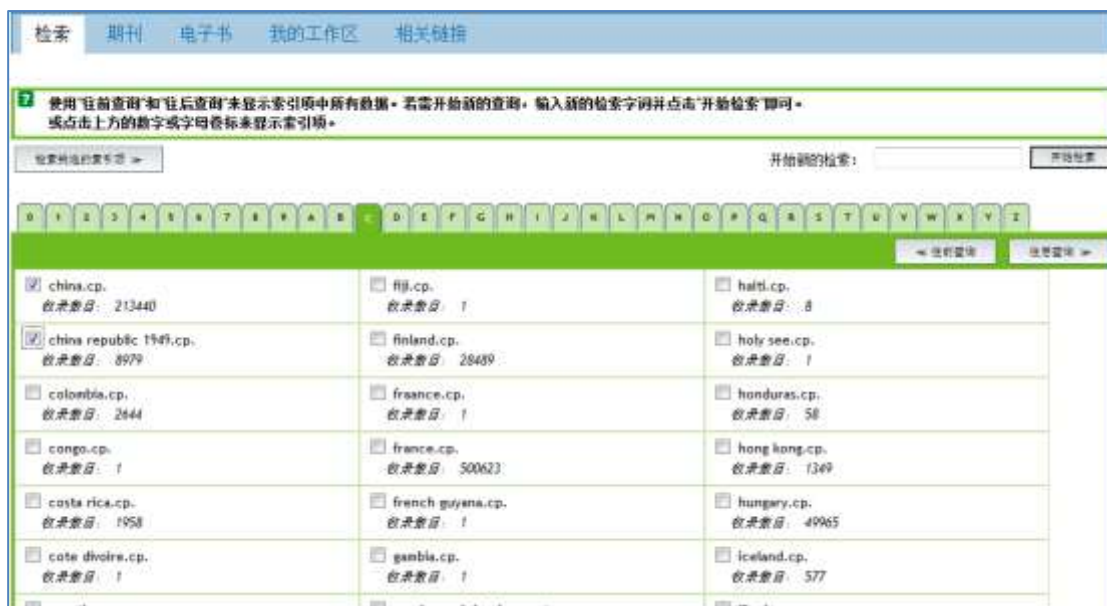 检索 期刊 电子书 我的工作区 相关链接
? 使用"往前查询"和"往后查询"来显示索引项中所有数据。若需开始新的查询，输入新的检索字词并点击"开始检索"即可。
或点击上方的数字或字母卷标来显示索引项。
检索挑选的索引项 ≫ 开始新的检索： 开始检索
0 1 2 3 4 5 6 7 8 9 A B C D E F G H I J K L M N O P Q R S T U V W X Y Z
≪ 往前查询 往后查询 ≫
china.cp. fiji.cp. haiti.cp.
收录数目: 213440 收录数目: 1 收录数目: 8
china republic 1949.cp. finland.cp. holy see.cp.
收录数目: 8979 收录数目: 28489 收录数目: 1
colombia.cp. fraance.cp. honduras.cp.
收录数目: 2644 收录数目: 1 收录数目: 58
congo.cp. france.cp. hong kong.cp.
收录数目: 1 收录数目: 500623 收录数目: 1349
costa rica.cp. french guyana.cp. hungary.cp.
收录数目: 1958 收录数目: 1 收录数目: 49965
cote divoire.cp. gambia.cp. iceland.cp.
收录数目: 1 收录数目: 1 收录数目: 577